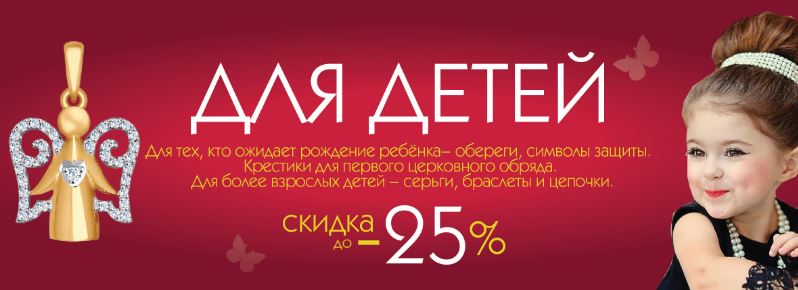 ДЛЯ ДЕТЕЙ
Для тех, кто ожидает рождение ребёнка– обереги, символы защиты.
Крестики для первого церковного обряда.
Для более взрослых детей – серьги, браслеты и цепочки.
СКИДКА
ДО –25%